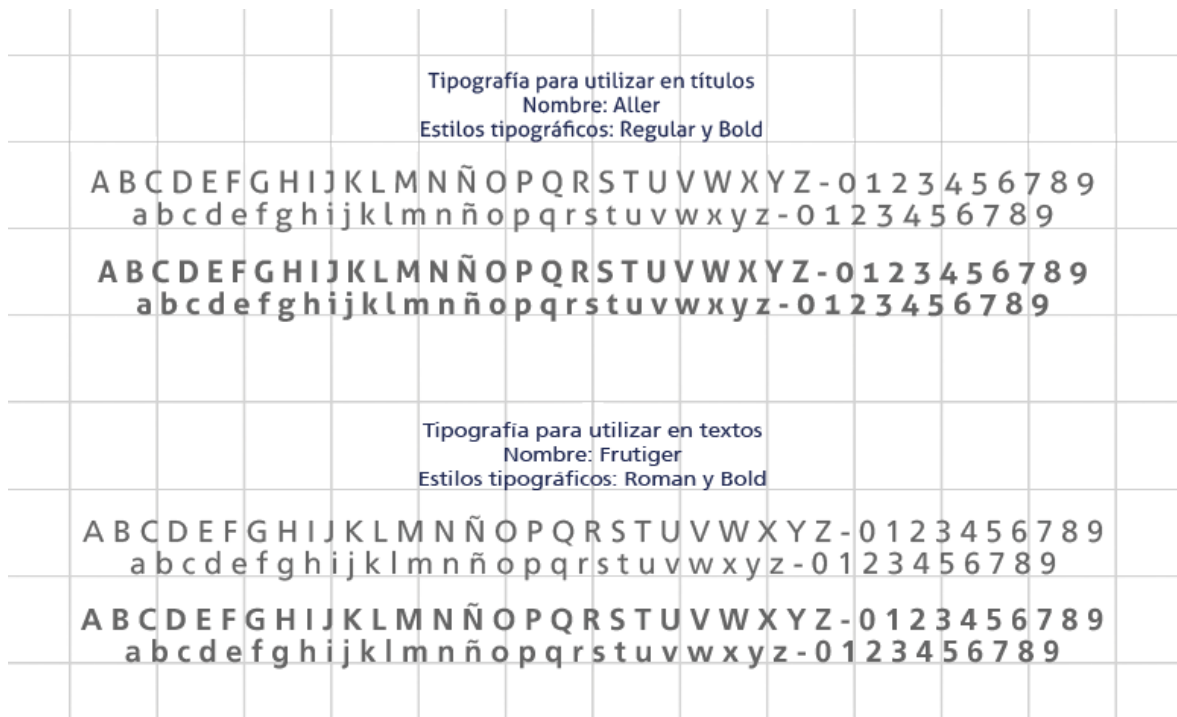 Tipografía para utilizar en títulos
Nombre: Aller
Estilos tipográficos: Regular y Bold
A B C D E F G H I J K L M N Ñ O P Q R S T U V W X Y Z - 0 1 2 3 4 5 6 7 8 9
a b c d e f g h i j k l m n ñ o p q r s t u v w x y z - 0 1 2 3 4 5 6 7 8 9
A B C D E F G H I J K L M N Ñ O P Q R S T U V W X Y Z - 0 1 2 3 4 5 6 7 8 9
a b c d e f g h i j k l m n ñ o p q r s t u v w x y z - 0 1 2 3 4 5 6 7 8 9
Tipografía para utilizar en textos
Nombre: Frutiger
Estilos tipográficos: Roman y Bold
A B C D E F G H I J K L M N Ñ O P Q R S T U V W X Y Z - 0 1 2 3 4 5 6 7 8 9
a b c d e f g h i j k l m n ñ o p q r s t u v w x y z - 0 1 2 3 4 5 6 7 8 9
A B C D E F G H I J K L M N Ñ O P Q R S T U V W X Y Z - 0 1 2 3 4 5 6 7 8 9
a b c d e f g h i j k l m n ñ o p q r s t u v w x y z - 0 1 2 3 4 5 6 7 8 9